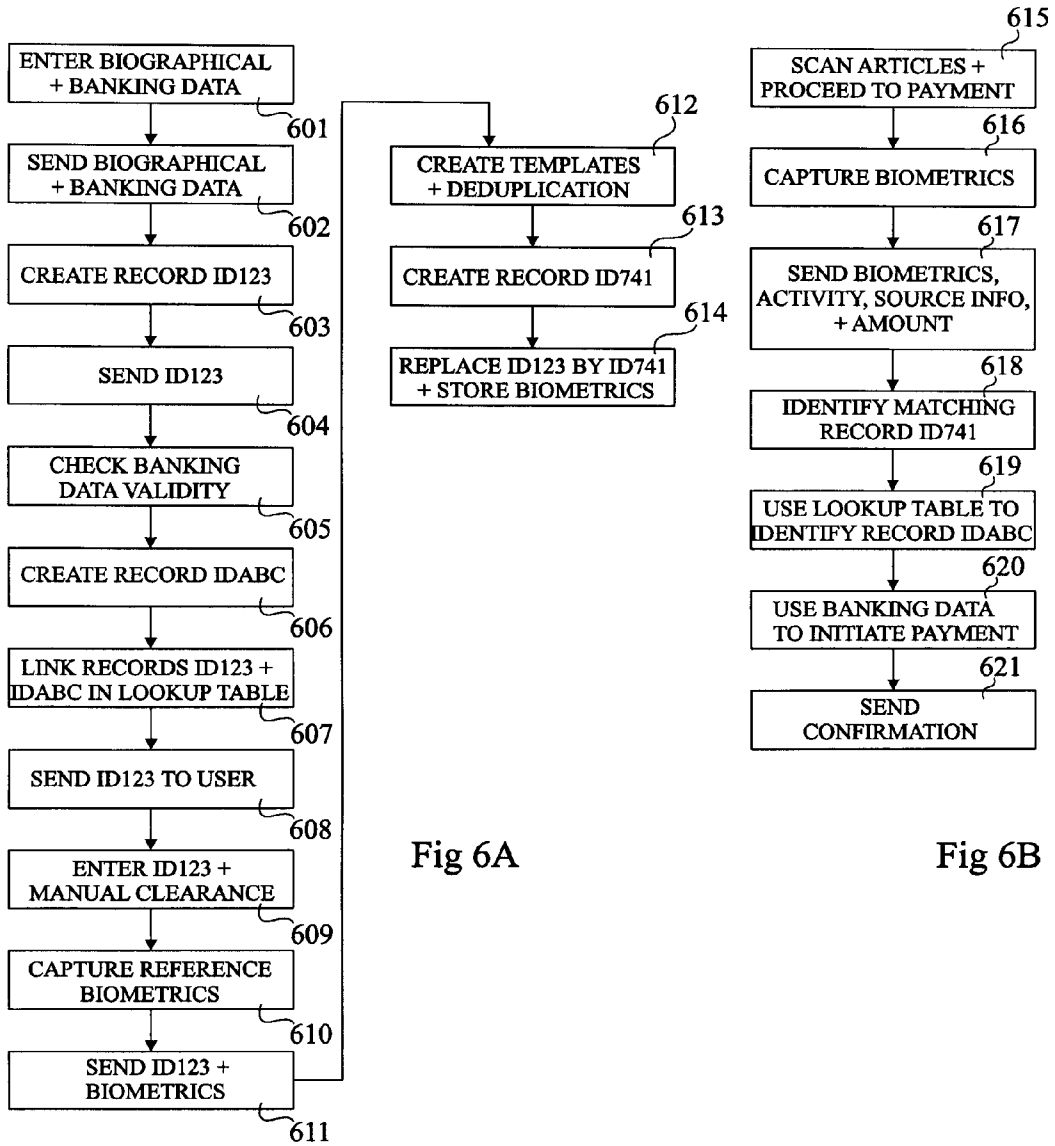 ENTER BIOGRAPHICAL
+ BANKING DATA
601
SEND BIOGRAPHICAL
+ BANKING DATA
602
CREATE RECORD ID123
603
SEND ID123
604
CHECK BANKING
DATA VALIDITY
605
CREATE RECORD IDABC
606
LINK RECORDS ID123 +
IDABC IN LOOKUP TABLE
607
SEND ID123 TO USER
608
ENTER ID123 +
MANUAL CLEARANCE
609
CAPTURE REFERENCE
BIOMETRICS
610
SEND ID123 +
BIOMETRICS
611
612
CREATE TEMPLATES
+ DEDUPLICATION
613
CREATE RECORD ID741
614
REPLACE ID123 BY ID741
+ STORE BIOMETRICS
Fig 6A
615
SCAN ARTICLES +
PROCEED TO PAYMENT
616
CAPTURE BIOMETRICS
617
SEND BIOMETRICS,
ACTIVITY, SOURCE INFO,
+ AMOUNT
618
IDENTIFY MATCHING
RECORD ID741
619
USE LOOKUP TABLE TO
IDENTIFY RECORD IDABC
620
USE BANKING DATA
TO INITIATE PAYMENT
621
SEND
CONFIRMATION
Fig 6B